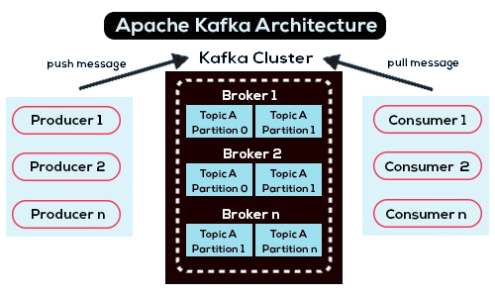 Apache Kafka Architecture
push message
Kafka Cluster
pull message
Producer 1
Producer 2
Producer n
Broker 1
Topic A
Partition 0
Topic A
Partition 1
Broker 2
Topic A
Partition 0
Topic A
Partition 1
Broker n
Topic A
Partition 1
Topic A
Partition n
Consumer 1
Consumer 2
Consumer n